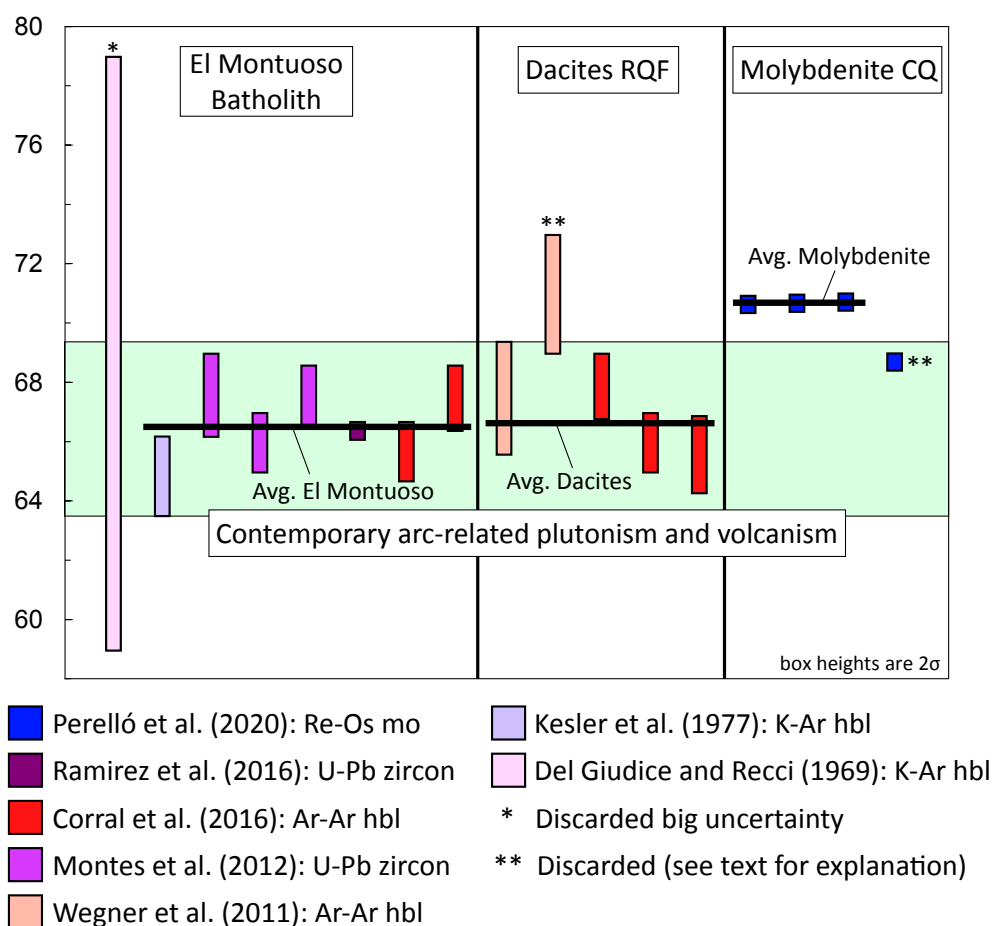 80
76
72
68
64
60
*
El Montuoso
Batholith
Dacites RQF
Molybdenite CQ
**
Avg. Molybdenite
**
Avg. El Montuoso
Avg. Dacites
Contemporary arc-related plutonism and volcanism
box heights are 2σ
Perelló et al. (2020): Re-Os mo
Ramirez et al. (2016): U-Pb zircon
Corral et al. (2016): Ar-Ar hbl
Montes et al. (2012): U-Pb zircon
Wegner et al. (2011): Ar-Ar hbl
Kesler et al. (1977): K-Ar hbl
Del Giudice and Recci (1969): K-Ar hbl
* Discarded big uncertainty
** Discarded (see text for explanation)